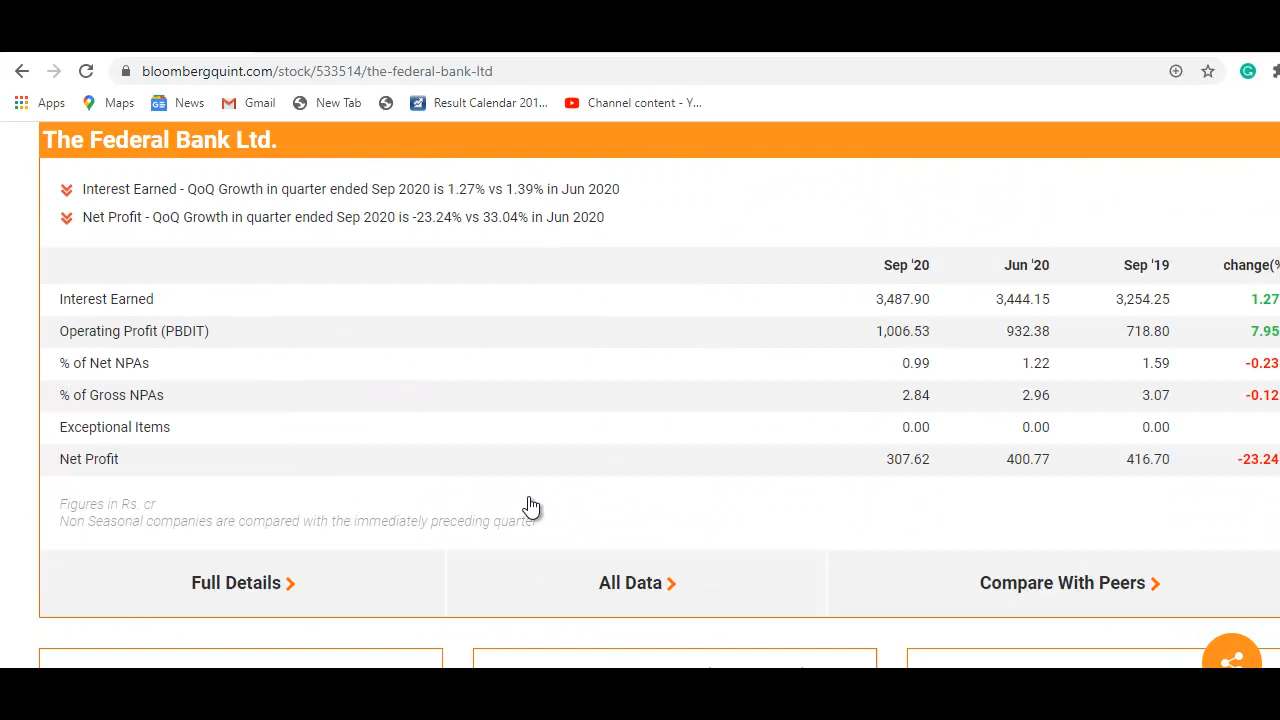 bloombergquint.com/stock/533514/the-federal-bank-ltd
Apps Maps News Gmail New Tab Result Calendar 201... Channel content - Y...
The Federal Bank Ltd.
Interest Earned - QoQ Growth in quarter ended Sep 2020 is 1.27% vs 1.39% in Jun 2020
Net Profit - QoQ Growth in quarter ended Sep 2020 is -23.24% vs 33.04% in Jun 2020
Sep '20 Jun '20 Sep '19 change(%
Interest Earned 3,487.90 3,444.15 3,254.25 1.27
Operating Profit (PBDIT) 1,006.53 932.38 718.80 7.95
% of Net NPAs 0.99 1.22 1.59 -0.23
% of Gross NPAs 2.84 2.96 3.07 -0.12
Exceptional Items 0.00 0.00 0.00
Net Profit 307.62 400.77 416.70 -23.24
Figures in Rs. cr
Non Seasonal companies are compared with the immediately preceding quarter
Full Details All Data Compare With Peers